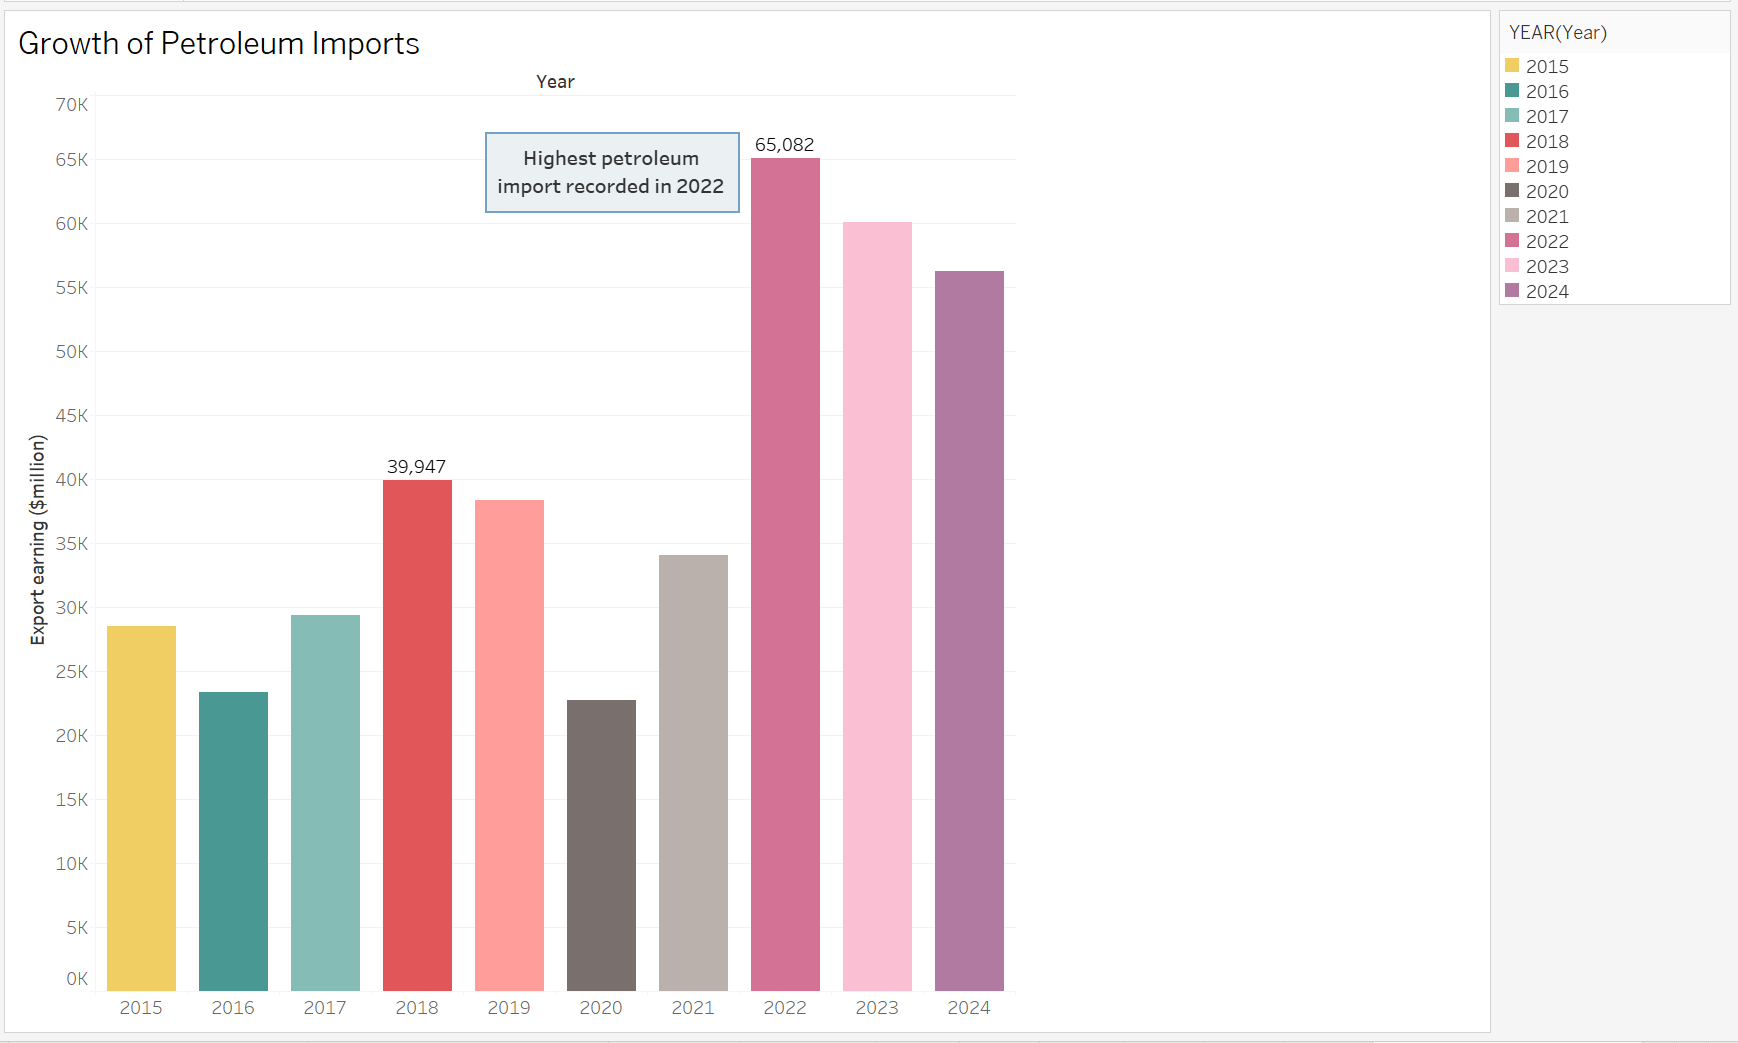 Growth of Petroleum Imports
Year
70K
65K
60K
55K
50K
45K
40K
35K
30K
25K
20K
15K
10K
5K
0K
Export earning ($million)
Highest petroleum
import recorded in 2022
65,082
39,947
2015 2016 2017 2018 2019 2020 2021 2022 2023 2024
YEAR(Year)
2015
2016
2017
2018
2019
2020
2021
2022
2023
2024